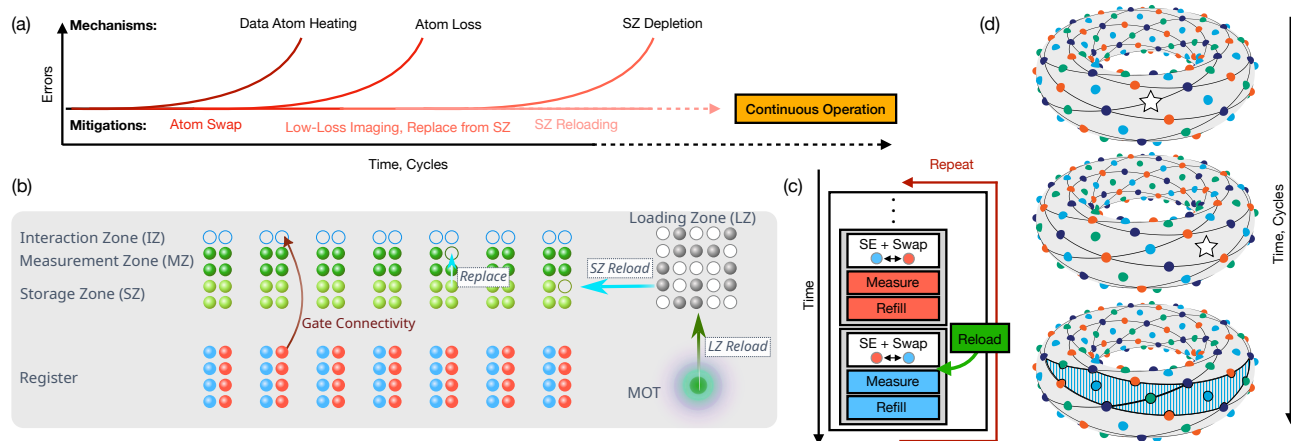 (a)
Mechanisms:
Data Atom Heating
Atom Loss
SZ Depletion
Errors
Mitigations:
Atom Swap
Low-Loss Imaging, Replace from SZ
SZ Reloading
Continuous Operation
Time, Cycles
(b)
Interaction Zone (IZ)
Measurement Zone (MZ)
Storage Zone (SZ)
Register
Gate Connectivity
Replace
SZ Reload
Loading Zone (LZ)
LZ Reload
MOT
(c)
Time
Repeat
SE + Swap
Measure
Refill
SE + Swap
Measure
Refill
Reload
(d)
Time, Cycles